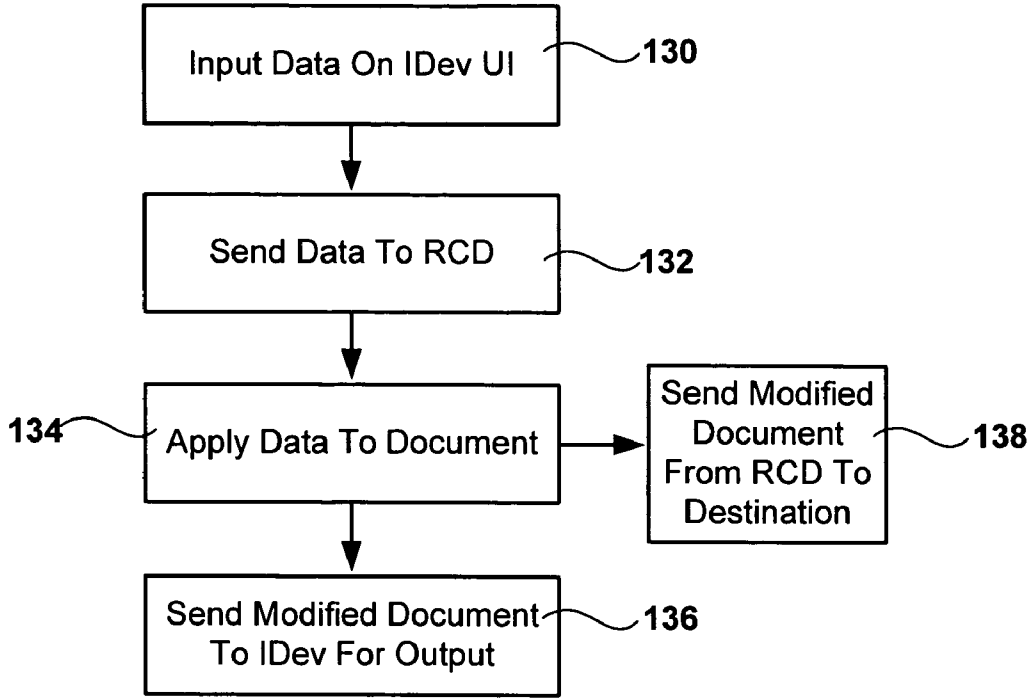 Input Data On IDev UI
130
Send Data To RCD
132
134
Apply Data To Document
Send Modified
Document
From RCD To
Destination
138
Send Modified Document
To IDev For Output
136